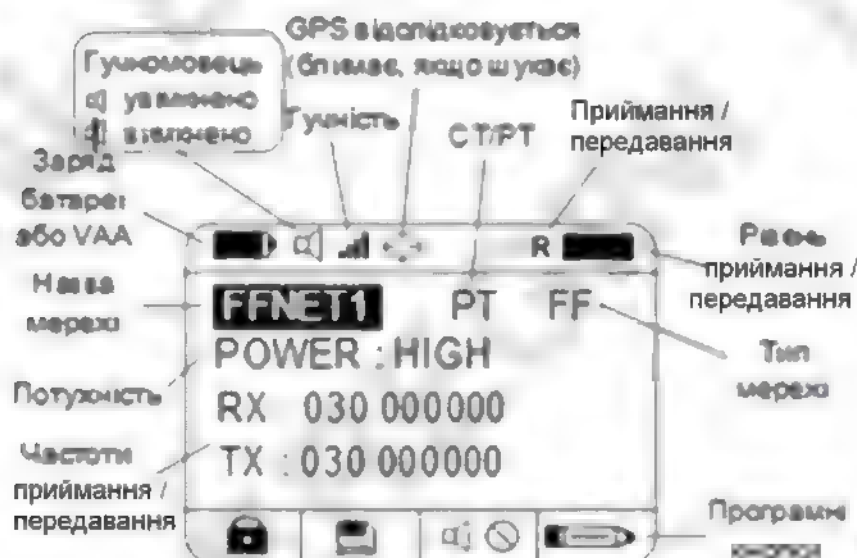 GPS відслідковується
(блимає, якщо шукає)
Гучномовець
увімкнено
вимкнено
Гучність
СТ/РТ
Приймання /
передавання
Заряд
батареї
або VAA
R
Рівень
приймання /
передавання
Назва
мережі
FFNET1 PT FF
POWER : HIGH
Тип
мережі
Потужність
RX 030 000000
TX : 030 000000
Частоти
приймання /
передавання
Програмні